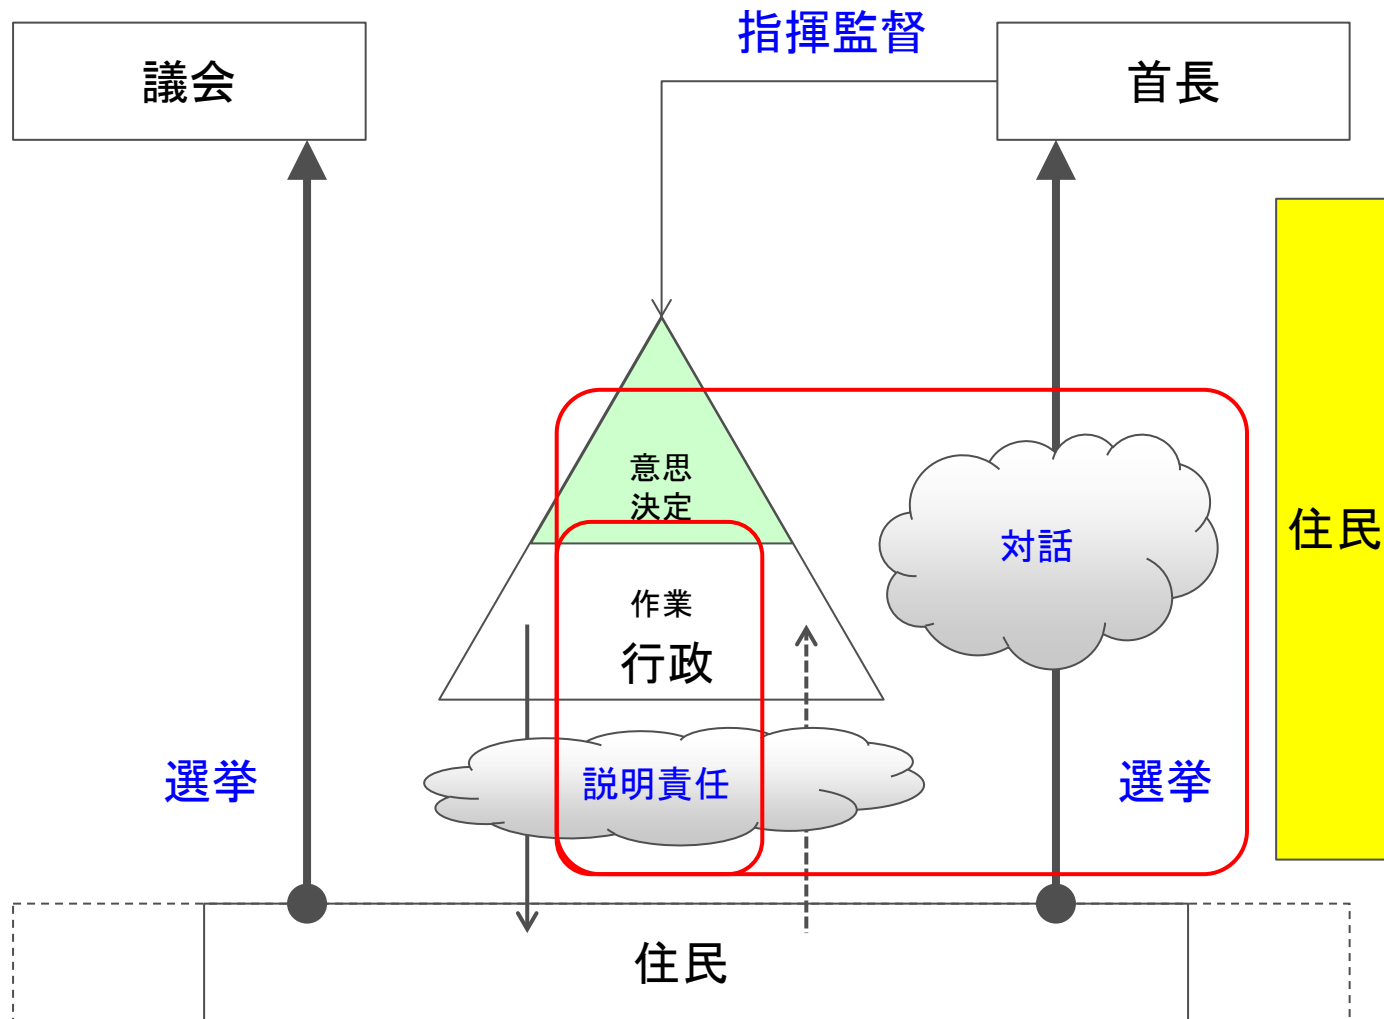 指揮監督
議会
首長
意思
決定
対話
住民
作業
行政
選挙
説明責任
選挙
住民